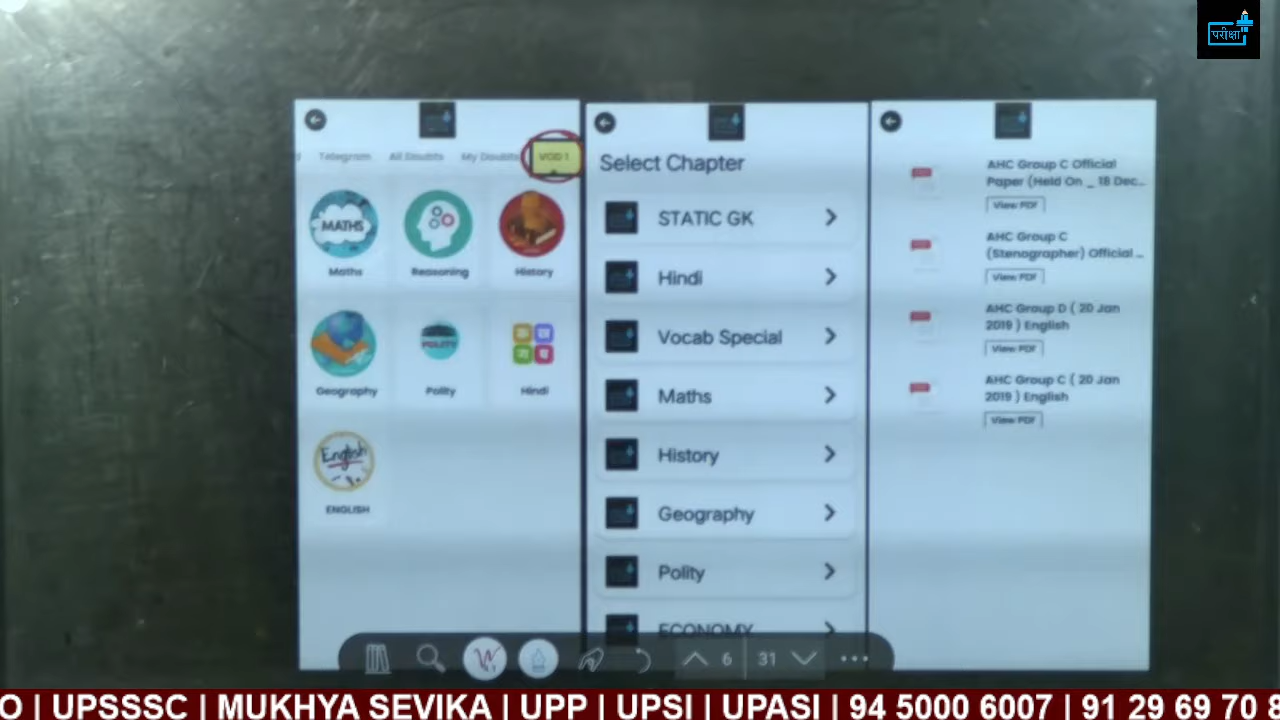 परीक्षा
Telegram All Doubts My Doubts VOD 1
MATHS
Maths Reasoning History
POLITY
Geography Polity Hindi
English
ENGLISH
Select Chapter
STATIC GK
Hindi
Vocab Special
Maths
History
Geography
Polity
ECONOMY
AHC Group C Official
Paper (Held On _ 18 Dec...
View PDF
AHC Group C
(Stenographer) Official ...
View PDF
AHC Group D ( 20 Jan
2019 ) English
View PDF
AHC Group C ( 20 Jan
2019 ) English
View PDF
6 31
O | UPSSSC | MUKHYA SEVIKA | UPP | UPSI | UPASI | 94 5000 6007 | 91 29 69 70 8